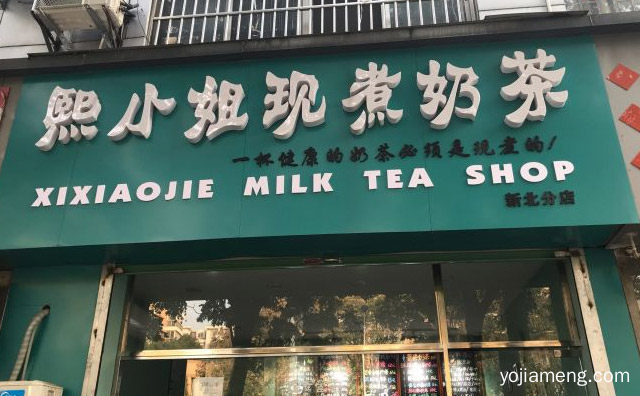 熙小姐现煮奶茶
一杯健康的奶茶必须是现煮的!
XIXIAOJIE MILK TEA SHOP
新北分店
yojiameng.com